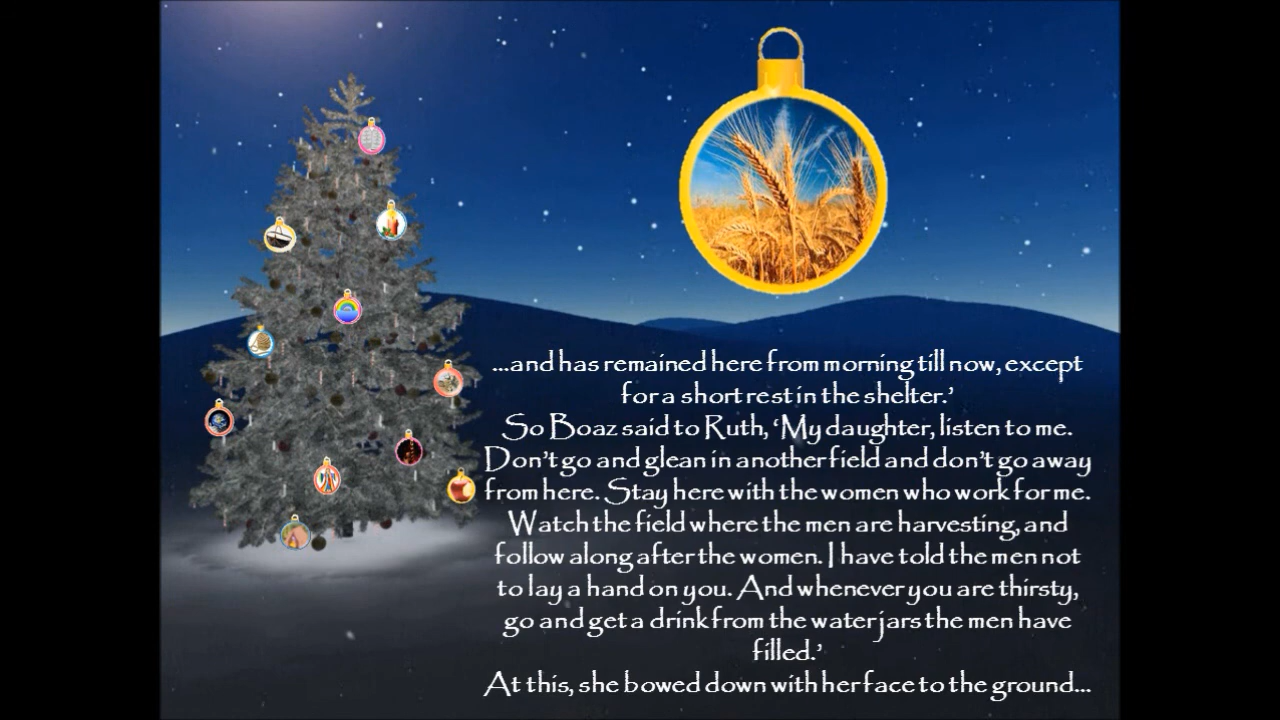 ...and has remained here from morning till now, except
for a short rest in the shelter.’
So Boaz said to Ruth, ‘My daughter, listen to me.
Don’t go and glean in another field and don’t go away
from here. Stay here with the women who work for me.
Watch the field where the men are harvesting, and
follow along after the women. I have told the men not
to lay a hand on you. And whenever you are thirsty,
go and get a drink from the water jars the men have
filled.’
At this, she bowed down with her face to the ground...